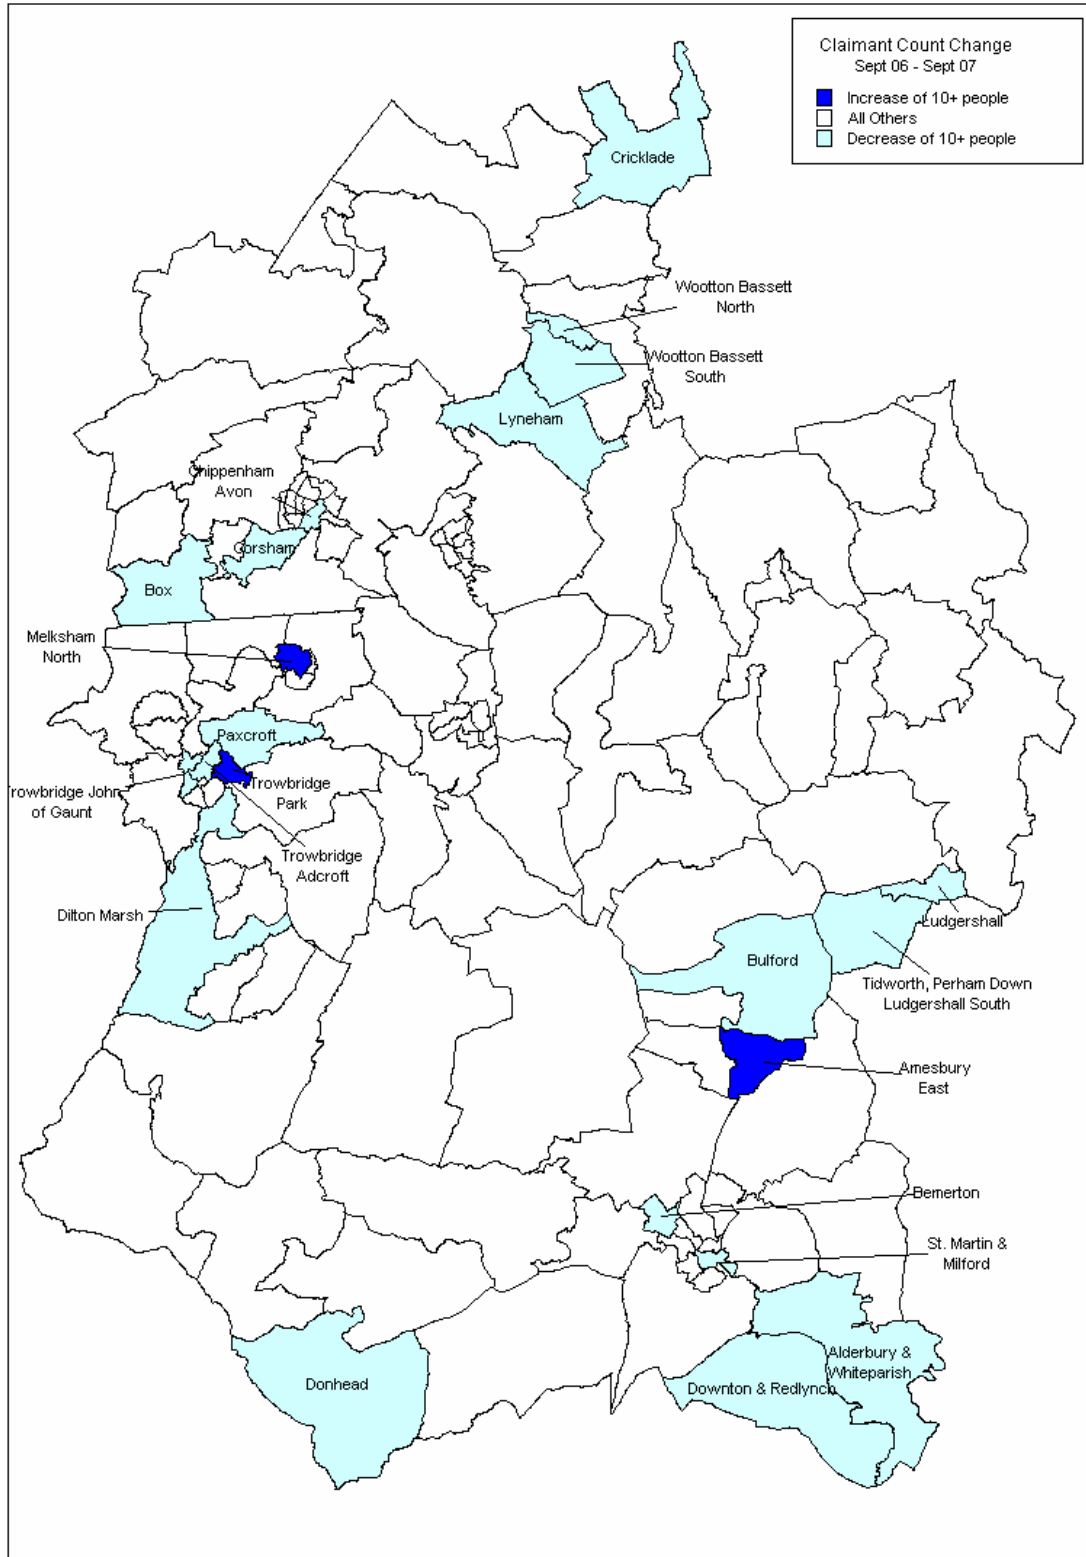 Claimant Count Change
Sept 06 - Sept 07
Increase of 10+ people
All Others
Decrease of 10+ people
Cricklade
Wootton Bassett
North
Wootton Bassett
South
Lyneham
Chippenham
Avon
Corsham
Box
Melksham
North
Paxcroft
Trowbridge John
of Gaunt
Trowbridge
Park
Trowbridge
Adcroft
Dilton Marsh
Ludgershall
Bulford
Tidworth, Perham Down
Ludgershall South
Amesbury
East
Bemerton
St. Martin &
Milford
Alderbury &
Whiteparish
Donhead
Downton & Redlynch